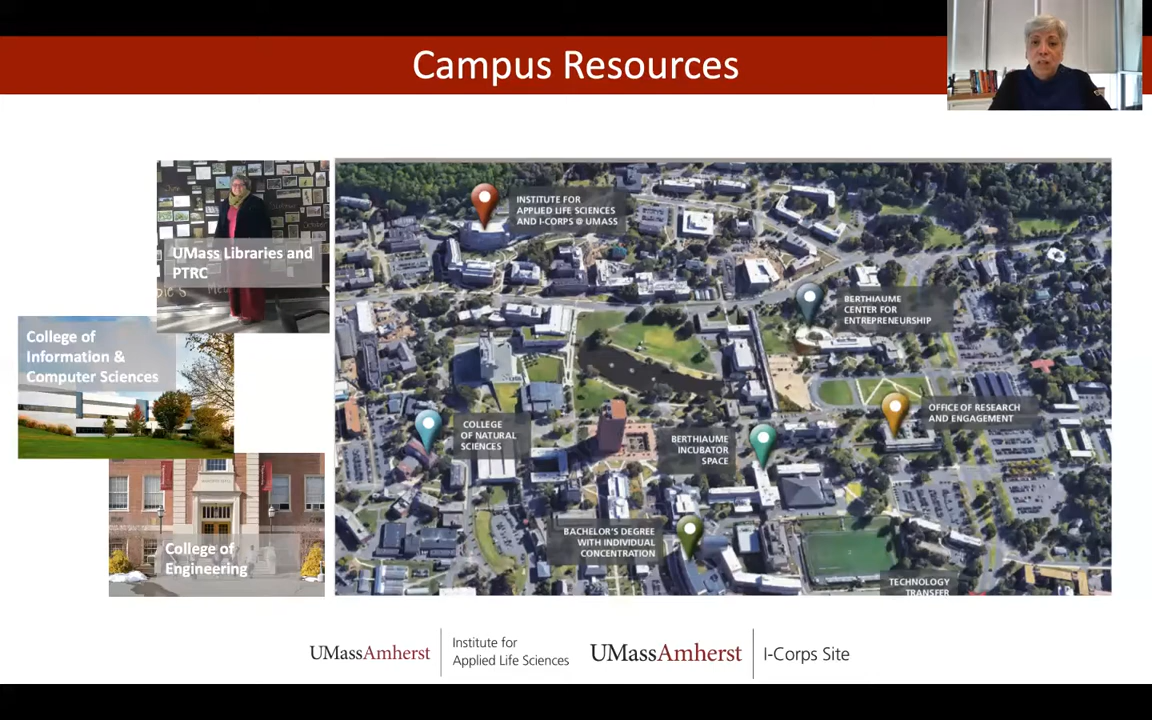 Campus Resources
UMass Libraries and
PTRC
College of
Information &
Computer Sciences
College of
Engineering
INSTITUTE FOR
APPLIED LIFE SCIENCES
AND I-CORPS @ UMASS
BERTHIAUME
CENTER FOR
ENTREPRENEURSHIP
OFFICE OF RESEARCH
AND ENGAGEMENT
COLLEGE
OF NATURAL
SCIENCES
BERTHIAUME
INCUBATOR
SPACE
BACHELOR'S DEGREE
WITH INDIVIDUAL
CONCENTRATION
TECHNOLOGY
TRANSFER
UMassAmherst
Institute for
Applied Life Sciences
UMassAmherst
I-Corps Site